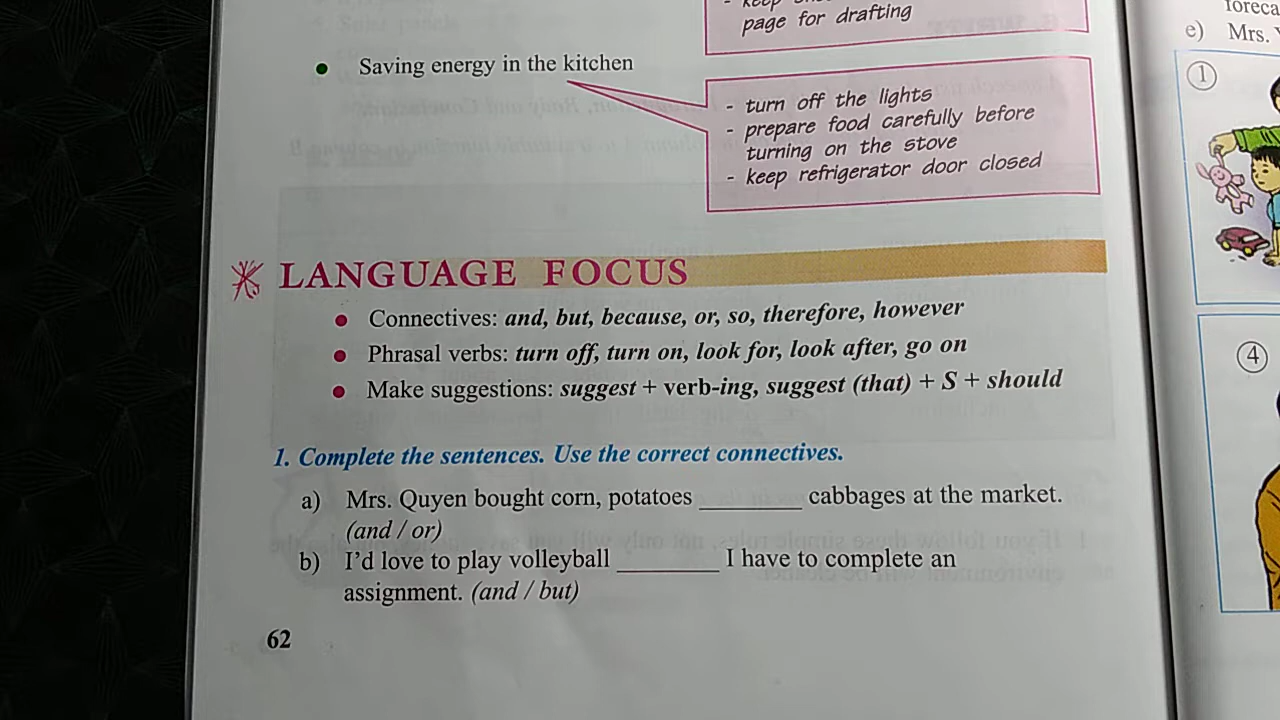 page for drafting
• Saving energy in the kitchen
- turn off the lights
- prepare food carefully before
turning on the stove
- keep refrigerator door closed
LANGUAGE FOCUS
• Connectives: and, but, because, or, so, therefore, however
• Phrasal verbs: turn off, turn on, look for, look after, go on
• Make suggestions: suggest + verb-ing, suggest (that) + S + should
1. Complete the sentences. Use the correct connectives.
a) Mrs. Quyen bought corn, potatoes ________ cabbages at the market.
(and / or)
b) I'd love to play volleyball ________ I have to complete an
assignment. (and / but)
62
e) Mrs.
1
4